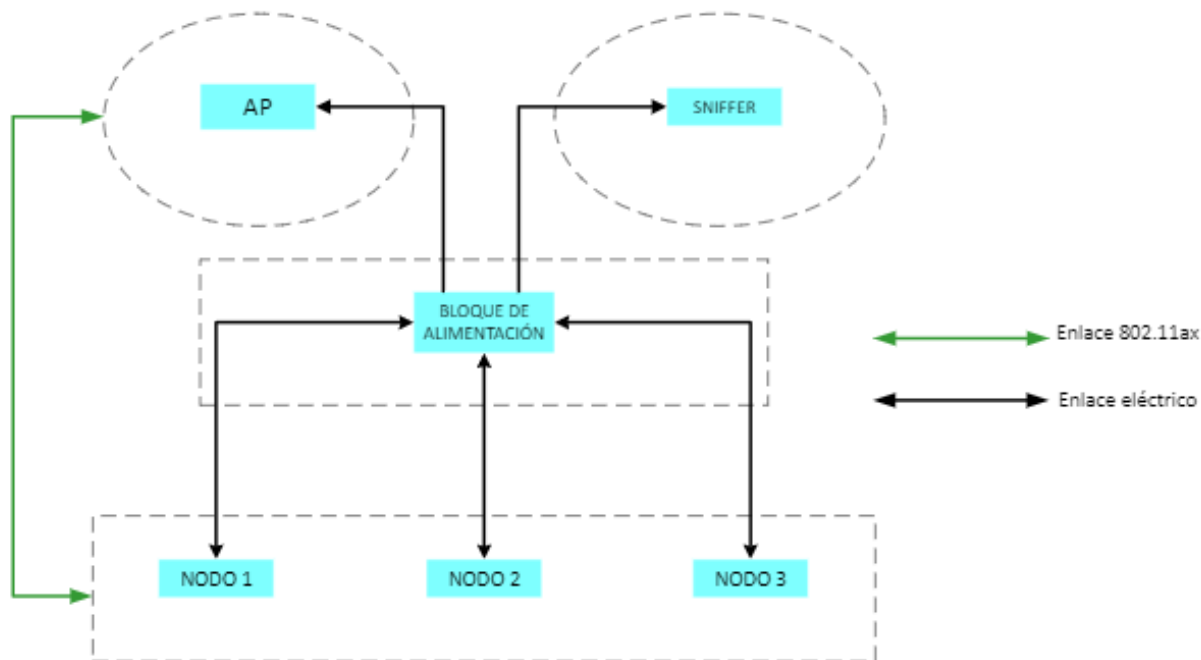 AP
SNIFFER
BLOQUE DE
ALIMENTACIÓN
Enlace 802.11ax
Enlace eléctrico
NODO 1
NODO 2
NODO 3